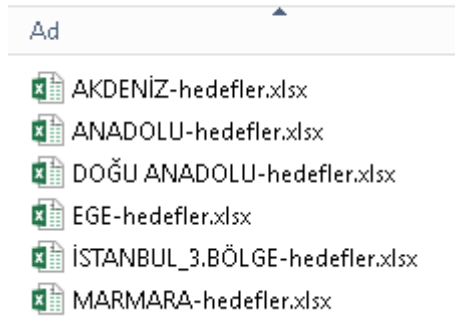 Ad
AKDENİZ-hedefler.xlsx
ANADOLU-hedefler.xlsx
DOĞU ANADOLU-hedefler.xlsx
EGE-hedefler.xlsx
İSTANBUL_3.BÖLGE-hedefler.xlsx
MARMARA-hedefler.xlsx